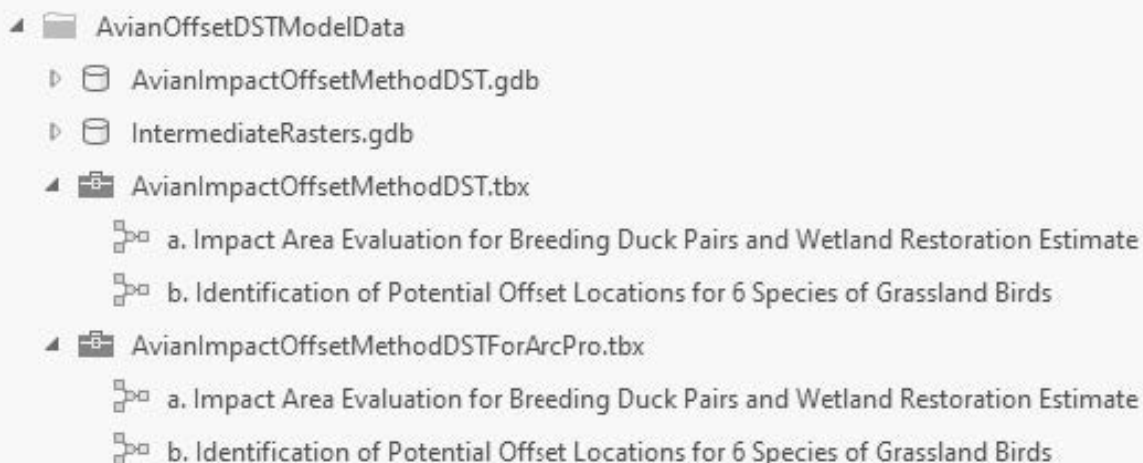 AvianOffsetDSTModelData
AvianImpactOffsetMethodDST.gdb
IntermediateRasters.gdb
AvianImpactOffsetMethodDST.tbx
a. Impact Area Evaluation for Breeding Duck Pairs and Wetland Restoration Estimate
b. Identification of Potential Offset Locations for 6 Species of Grassland Birds
AvianImpactOffsetMethodDSTForArcPro.tbx
a. Impact Area Evaluation for Breeding Duck Pairs and Wetland Restoration Estimate
b. Identification of Potential Offset Locations for 6 Species of Grassland Birds